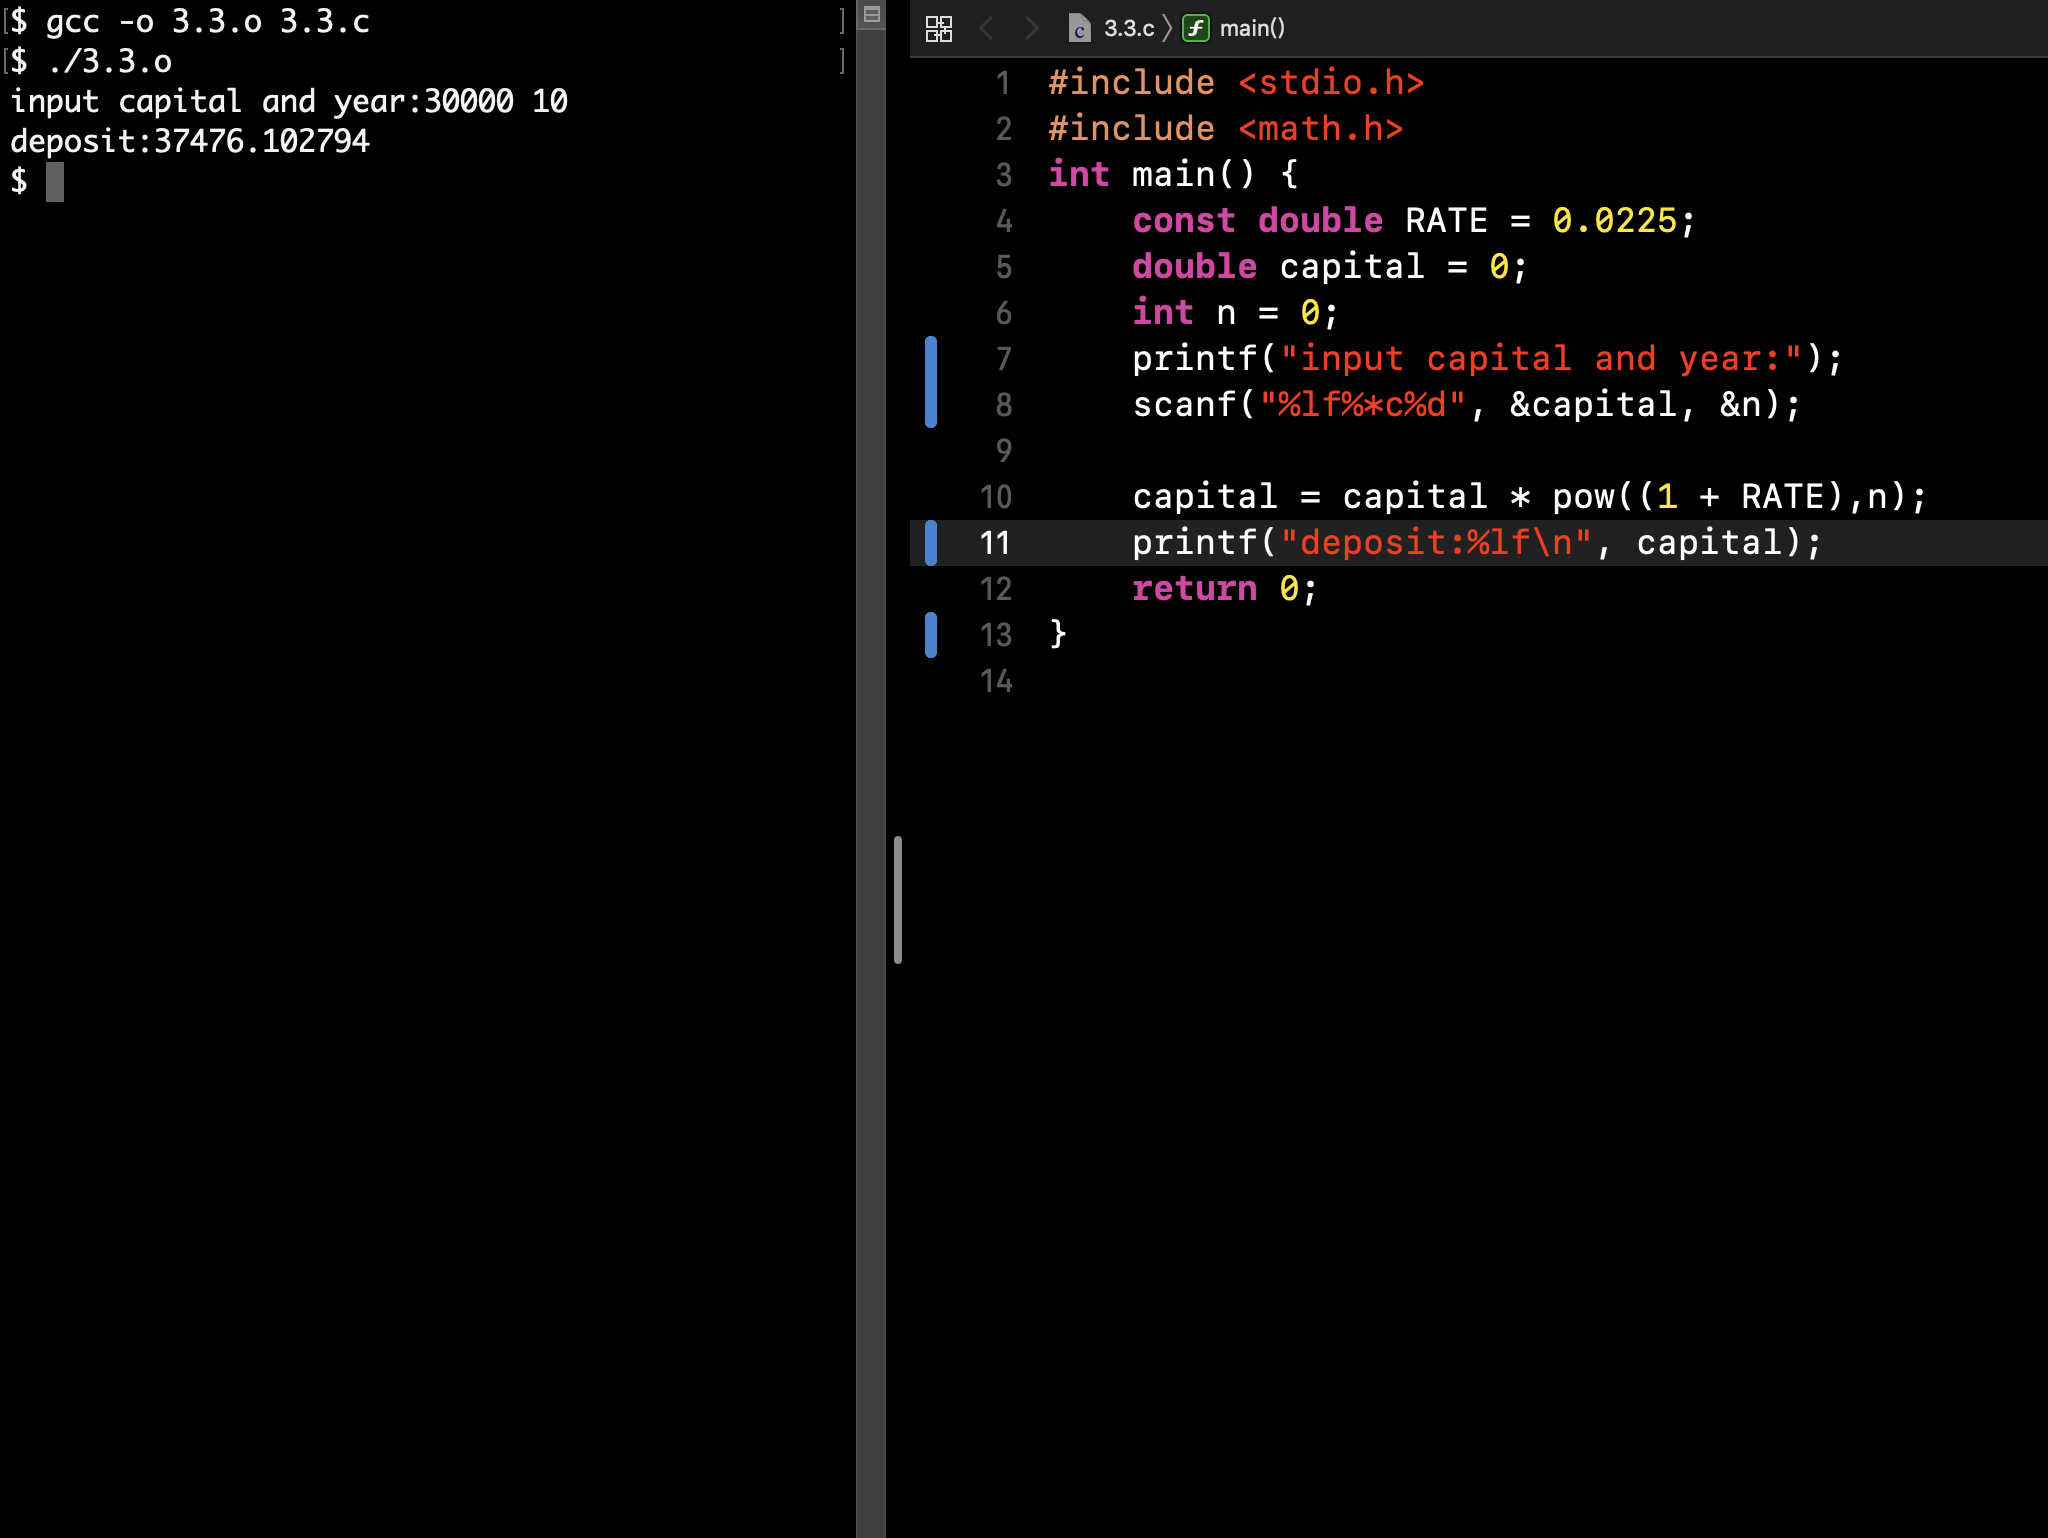 [$ gcc -o 3.3.o 3.3.c ]
[$ ./3.3.o ]
input capital and year:30000 10
deposit:37476.102794
$
3.3.c 〉 f main()
1 #include <stdio.h>
2 #include <math.h>
3 int main() {
4 const double RATE = 0.0225;
5 double capital = 0;
6 int n = 0;
7 printf("input capital and year:");
8 scanf("%lf%*c%d", &capital, &n);
9
10 capital = capital * pow((1 + RATE),n);
11 printf("deposit:%lf\n", capital);
12 return 0;
13 }
14